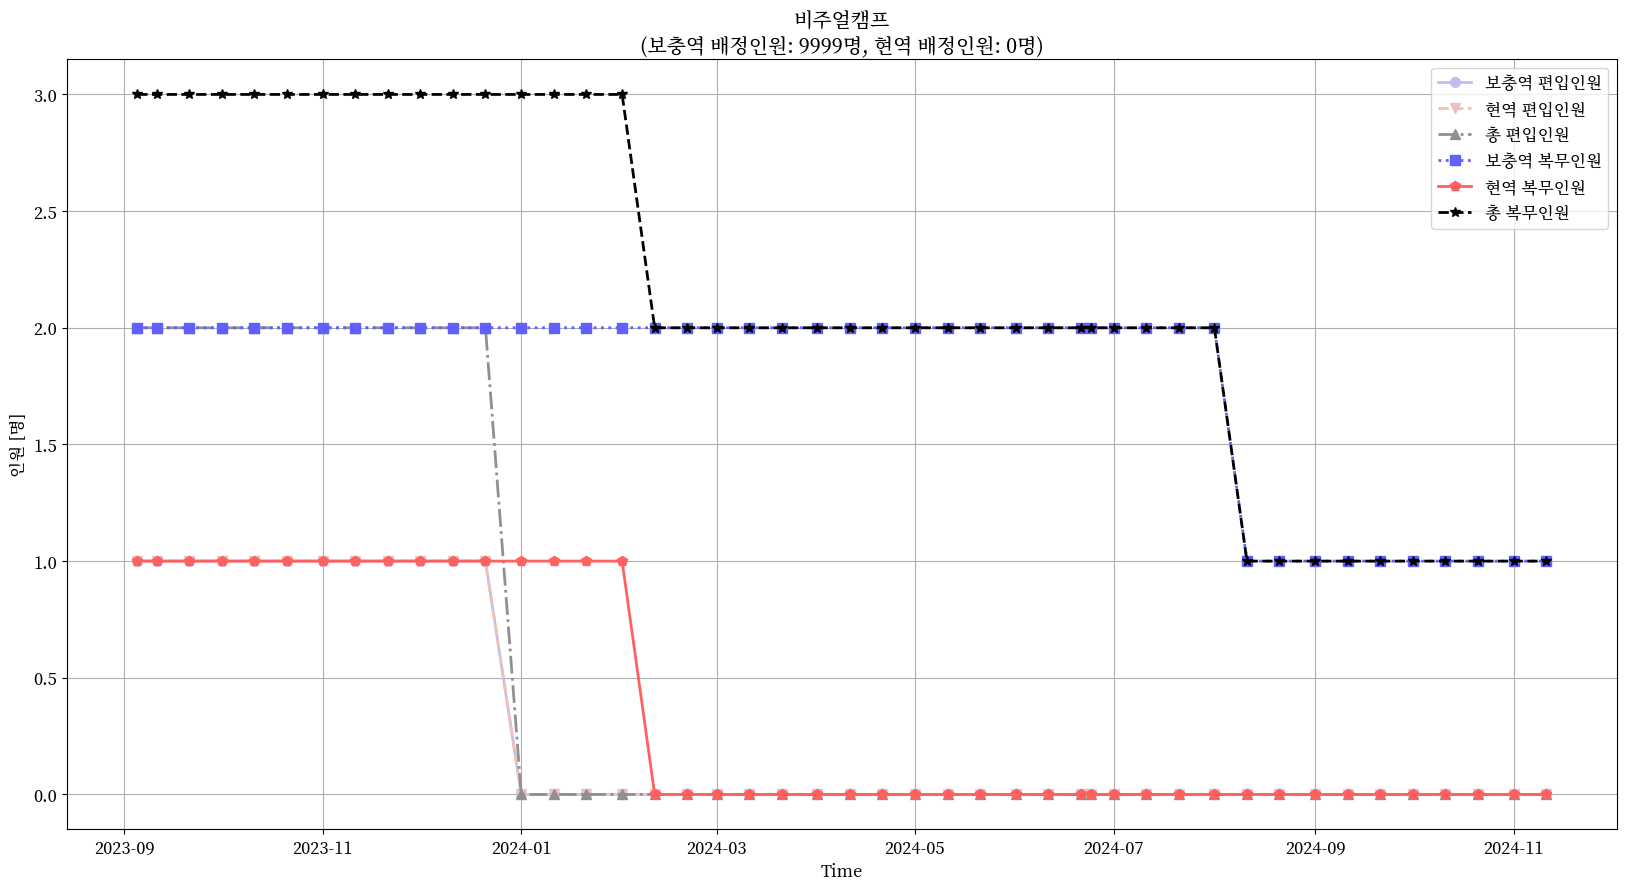 비주얼캠프
(보충역 배정인원: 9999명, 현역 배정인원: 0명)
보충역 편입인원
현역 편입인원
총 편입인원
보충역 복무인원
현역 복무인원
총 복무인원
인원 [명]
3.0
2.5
2.0
1.5
1.0
0.5
0.0
2023-09 2023-11 2024-01 2024-03 2024-05 2024-07 2024-09 2024-11
Time